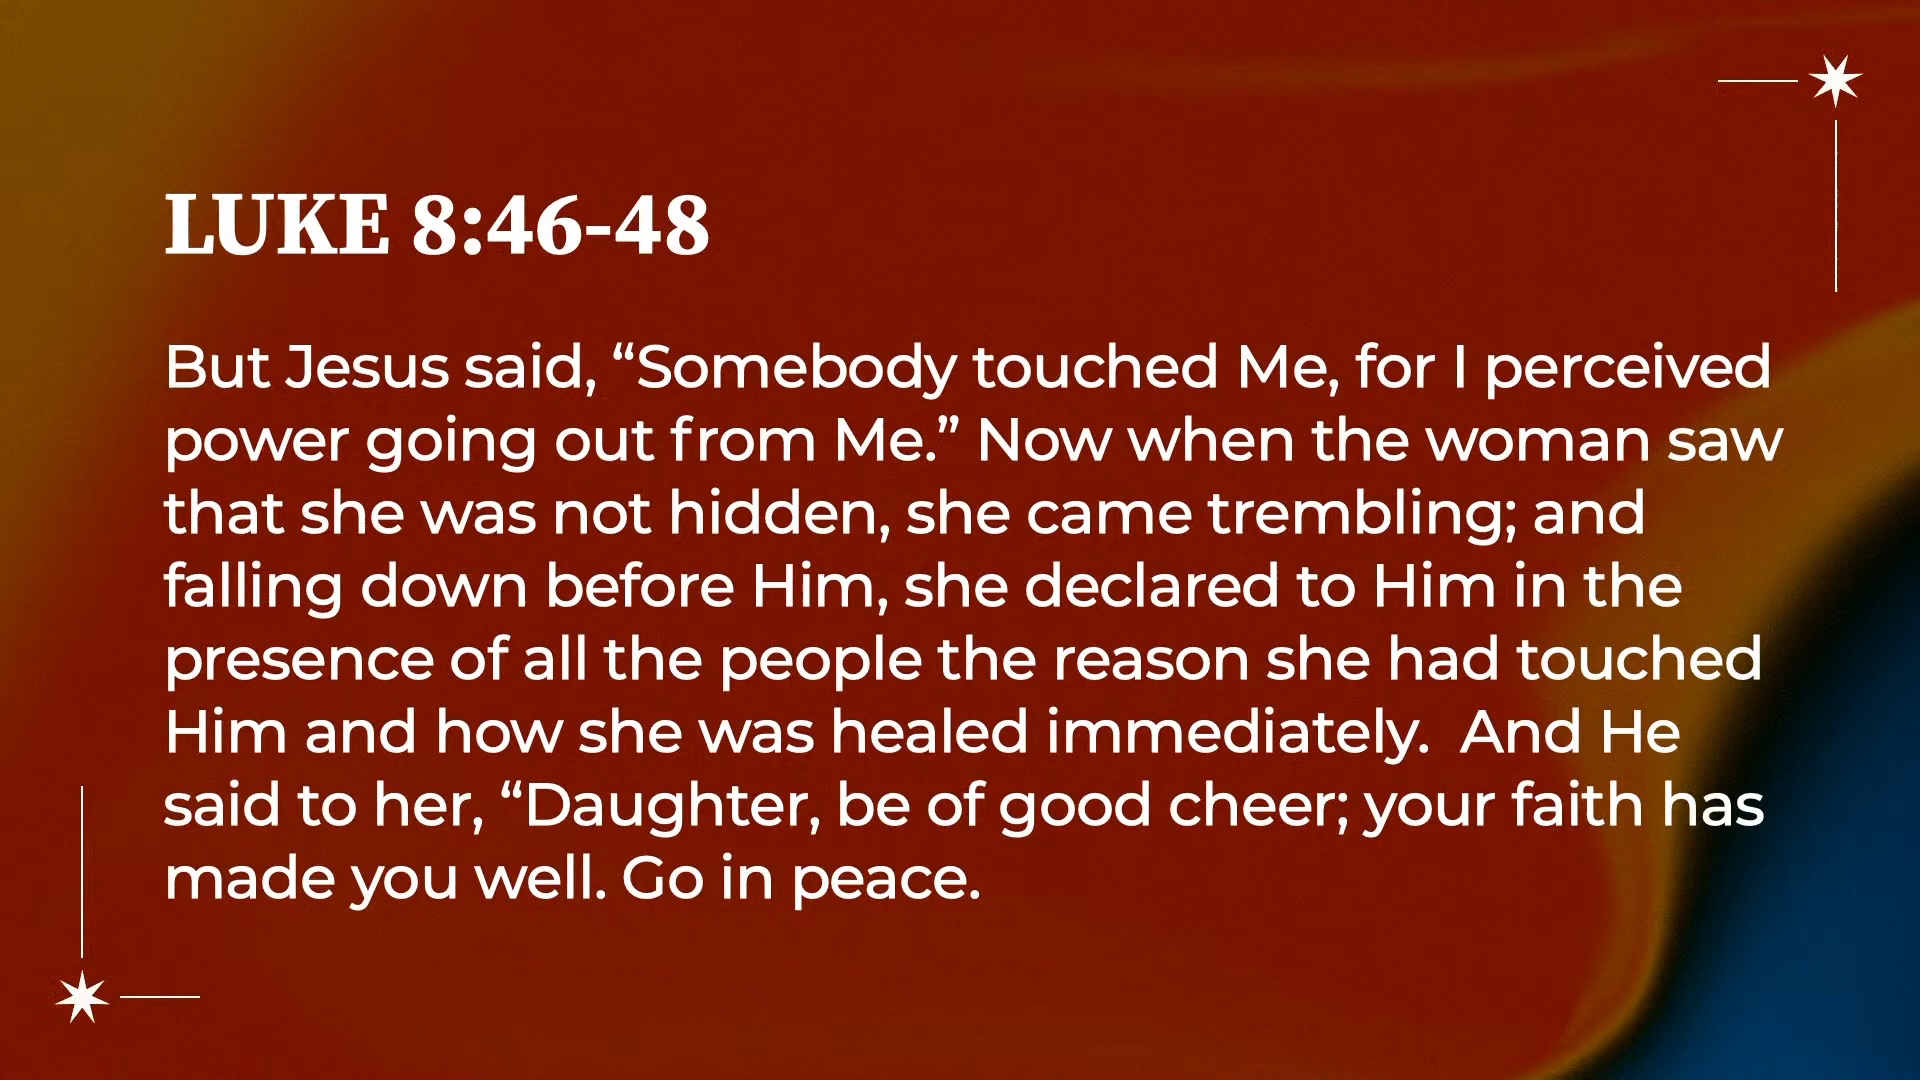 LUKE 8:46-48
But Jesus said, “Somebody touched Me, for I perceived
power going out from Me.” Now when the woman saw
that she was not hidden, she came trembling; and
falling down before Him, she declared to Him in the
presence of all the people the reason she had touched
Him and how she was healed immediately.  And He
said to her, “Daughter, be of good cheer; your faith has
made you well. Go in peace.